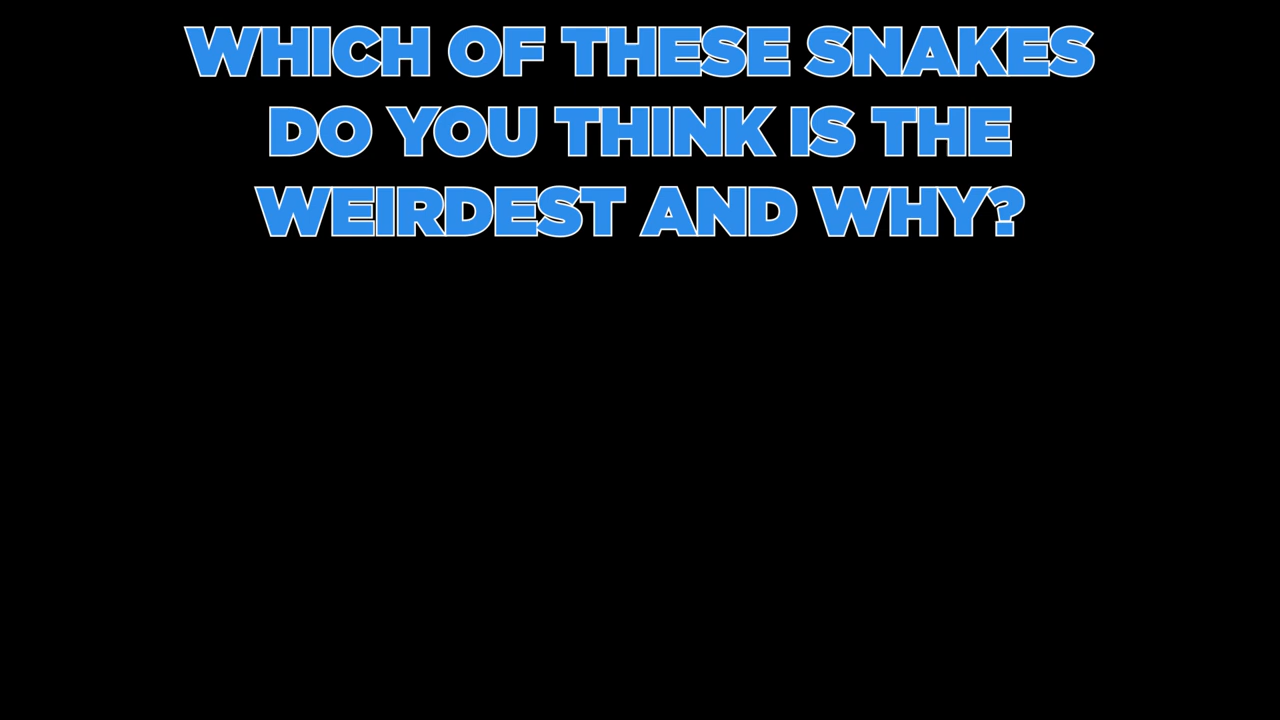 WHICH OF THESE SNAKES
DO YOU THINK IS THE
WEIRDEST AND WHY?